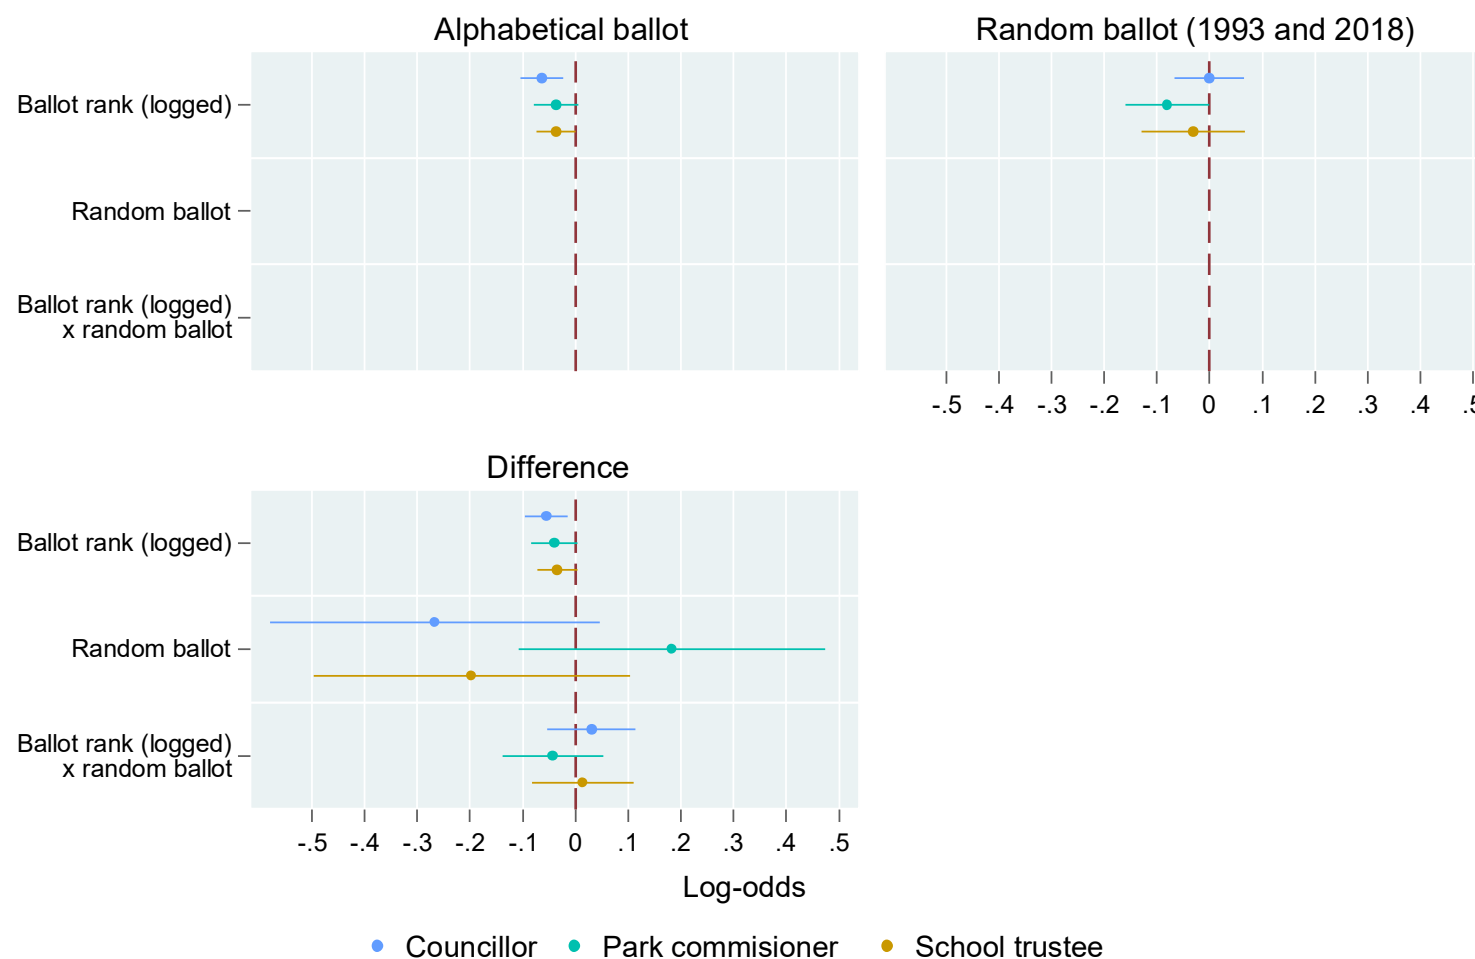 Alphabetical ballot
Random ballot (1993 and 2018)
Ballot rank (logged)
Random ballot
Ballot rank (logged)
x random ballot
-.5 -.4 -.3 -.2 -.1 0 .1 .2 .3 .4
Difference
Ballot rank (logged)
Random ballot
Ballot rank (logged)
x random ballot
-.5 -.4 -.3 -.2 -.1 0 .1 .2 .3 .4 .5
Log-odds
Councillor Park commisioner School trustee